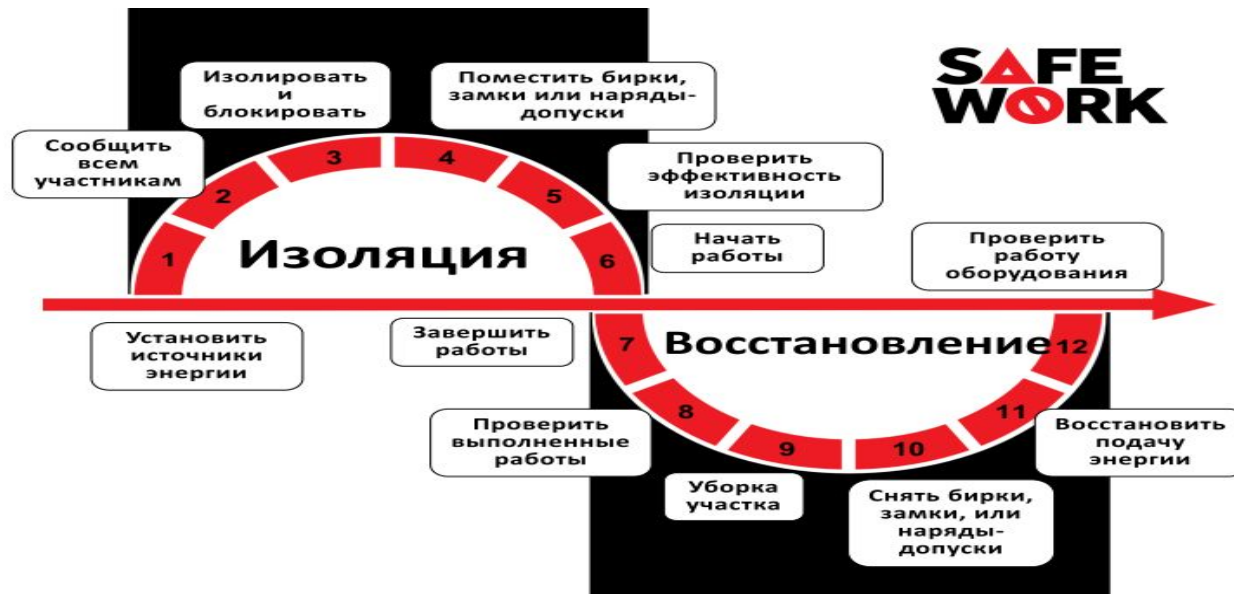 SAFE
WORK
Изолировать
и
блокировать
Поместить бирки,
замки или наряды-
допуски
Сообщить
всем
участникам
Проверить
эффективность
изоляции
3
4
2
5
1
6
Изоляция
Начать
работы
Проверить
работу
оборудования
Установить
источники
энергии
Завершить
работы
7
Восстановление
12
8
11
9
10
Проверить
выполненные
работы
Уборка
участка
Снять бирки,
замки, или
наряды-
допуски
Восстановить
подачу
энергии